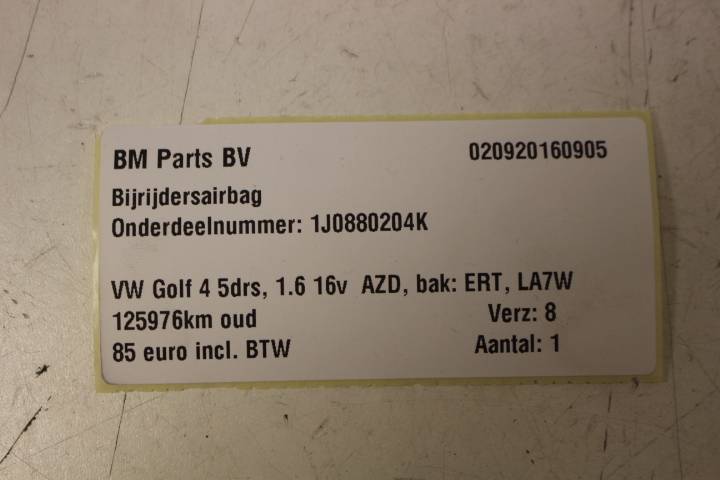 BM Parts BV 020920160905
Bijrijdersairbag
Onderdeelnummer: 1J0880204K
VW Golf 4 5drs, 1.6 16v AZD, bak: ERT, LA7W
125976km oud Verz: 8
85 euro incl. BTW Aantal: 1